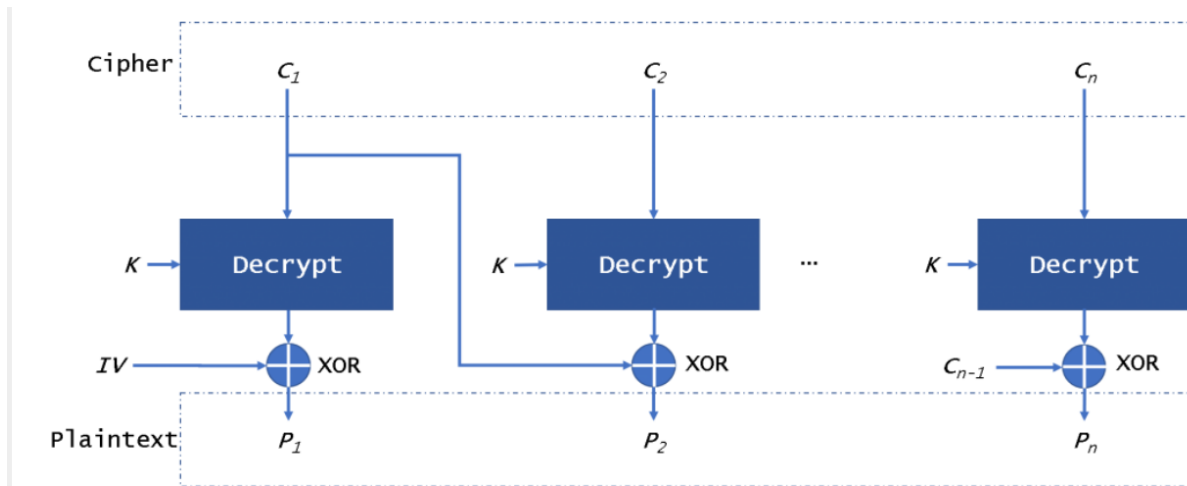 Cipher C₁ C₂ Cₙ
K Decrypt K Decrypt ... K Decrypt
IV XOR XOR Cₙ₋₁ XOR
Plaintext P₁ P₂ Pₙ